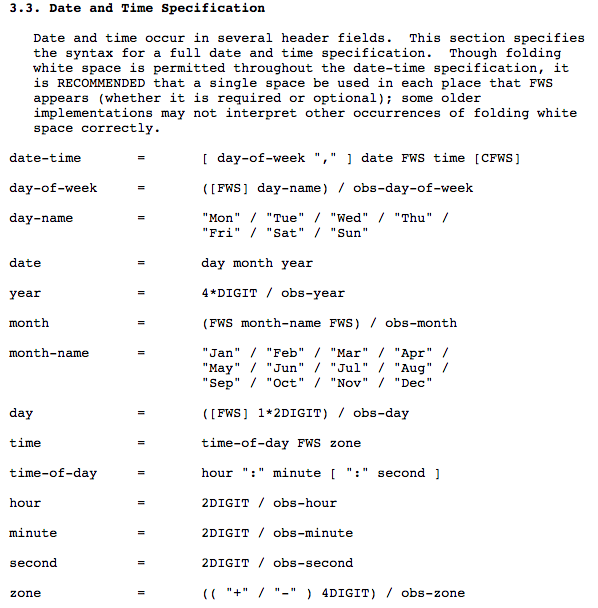 3.3. Date and Time Specification
Date and time occur in several header fields.  This section specifies
the syntax for a full date and time specification.  Though folding
white space is permitted throughout the date-time specification, it
is RECOMMENDED that a single space be used in each place that FWS
appears (whether it is required or optional); some older
implementations may not interpret other occurrences of folding white
space correctly.
date-time       =       [ day-of-week "," ] date FWS time [CFWS]
day-of-week     =       ([FWS] day-name) / obs-day-of-week
day-name        =       "Mon" / "Tue" / "Wed" / "Thu" /
"Fri" / "Sat" / "Sun"
date            =       day month year
year            =       4*DIGIT / obs-year
month           =       (FWS month-name FWS) / obs-month
month-name      =       "Jan" / "Feb" / "Mar" / "Apr" /
"May" / "Jun" / "Jul" / "Aug" /
"Sep" / "Oct" / "Nov" / "Dec"
day             =       ([FWS] 1*2DIGIT) / obs-day
time            =       time-of-day FWS zone
time-of-day     =       hour ":" minute [ ":" second ]
hour            =       2DIGIT / obs-hour
minute          =       2DIGIT / obs-minute
second          =       2DIGIT / obs-second
zone            =       (( "+" / "-" ) 4DIGIT) / obs-zone